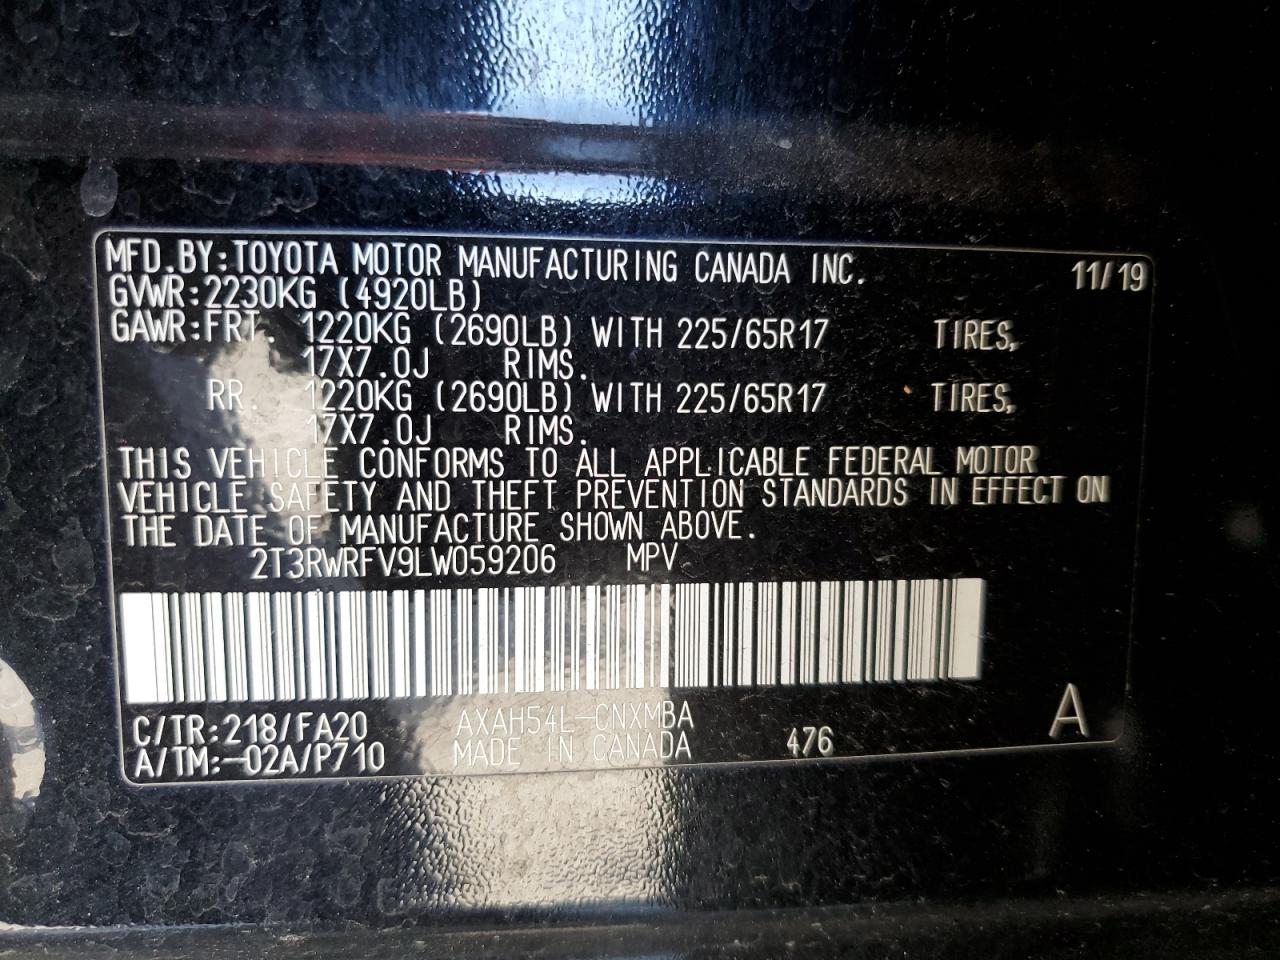 MFD.BY:TOYOTA MOTOR MANUFACTURING CANADA INC. 11/19
GVWR:2230KG (4920LB)
GAWR:FRT. 1220KG (2690LB) WITH 225/65R17 TIRES,
17X7.0J RIMS.
RR. 1220KG (2690LB) WITH 225/65R17 TIRES,
17X7.0J RIMS.
THIS VEHICLE CONFORMS TO ALL APPLICABLE FEDERAL MOTOR
VEHICLE SAFETY AND THEFT PREVENTION STANDARDS IN EFFECT ON
THE DATE OF MANUFACTURE SHOWN ABOVE.
2T3RWRFV9LW059206 MPV
C/TR:218/FA20 AXAH54L-CNXMBA
A/TM:-02A/P710 MADE IN CANADA 476 A